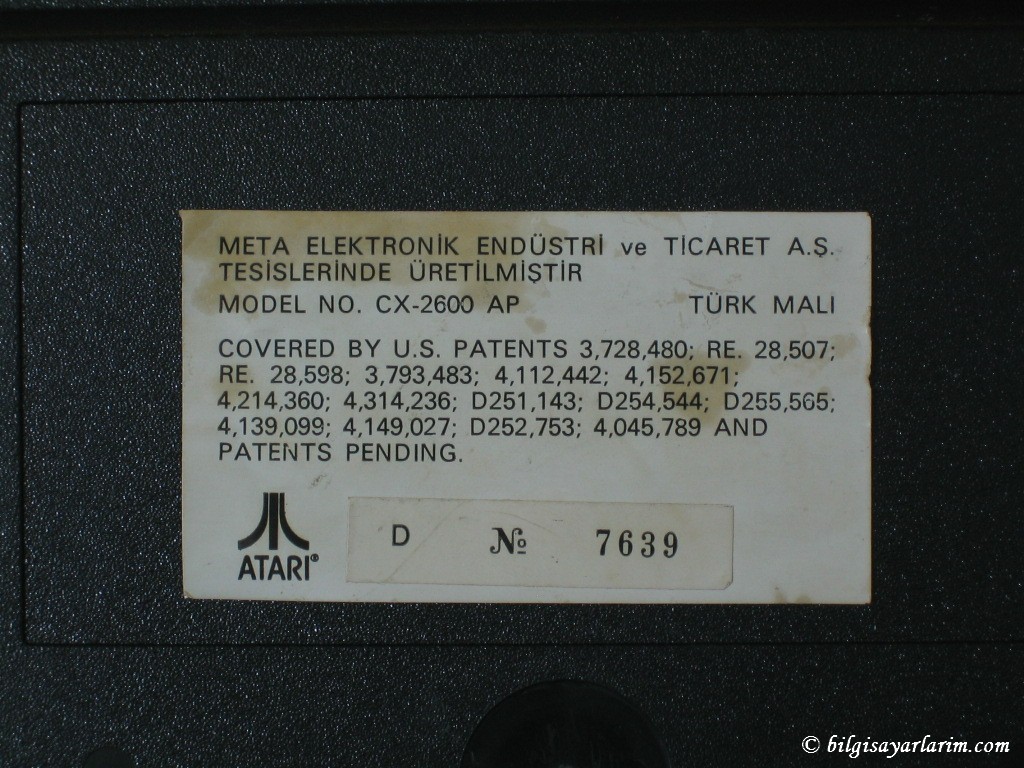 META ELEKTRONİK ENDÜSTRİ ve TİCARET A.Ş.
TESİSLERİNDE ÜRETİLMİŞTİR
MODEL NO. CX-2600 AP TÜRK MALI
COVERED BY U.S. PATENTS 3,728,480; RE. 28,507;
RE. 28,598; 3,793,483; 4,112,442; 4,152,671;
4,214,360; 4,314,236; D251,143; D254,544; D255,565;
4,139,099; 4,149,027; D252,753; 4,045,789 AND
PATENTS PENDING.
ATARI®
D № 7639
© bilgisayarlarim.com